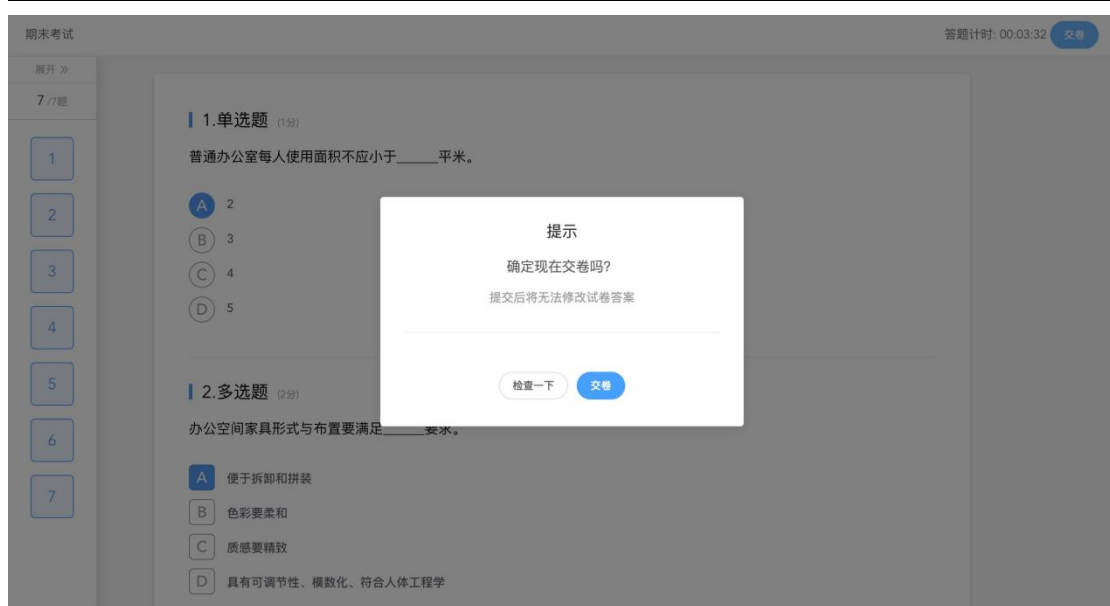 期末考试
答题计时: 00:03:32 交卷
展开 »
7 /7题
1
2
3
4
5
6
7
1.单选题 (1分)
普通办公室每人使用面积不应小于______平米。
A 2
B 3
C 4
D 5
提示
确定现在交卷吗?
提交后将无法修改试卷答案
检查一下 交卷
2.多选题 (2分)
办公空间家具形式与布置要满足______要求。
A 便于拆卸和拼装
B 色彩要柔和
C 质感要精致
D 具有可调节性、模数化、符合人体工程学